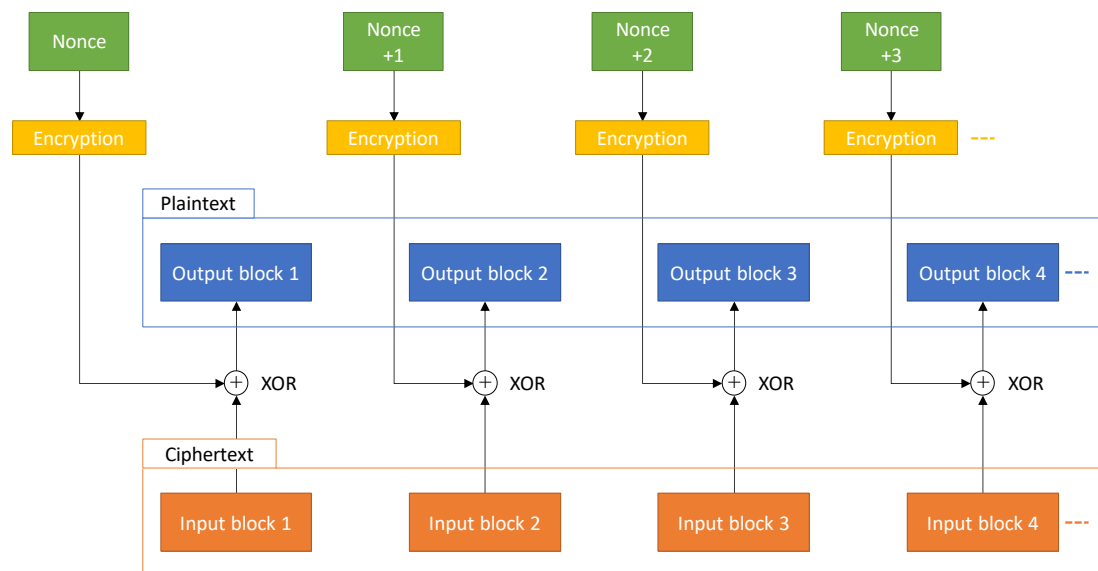 Nonce
Nonce
+1
Nonce
+2
Nonce
+3
Encryption
Encryption
Encryption
Encryption
Plaintext
Output block 1
Output block 2
Output block 3
Output block 4
XOR
XOR
XOR
XOR
Ciphertext
Input block 1
Input block 2
Input block 3
Input block 4